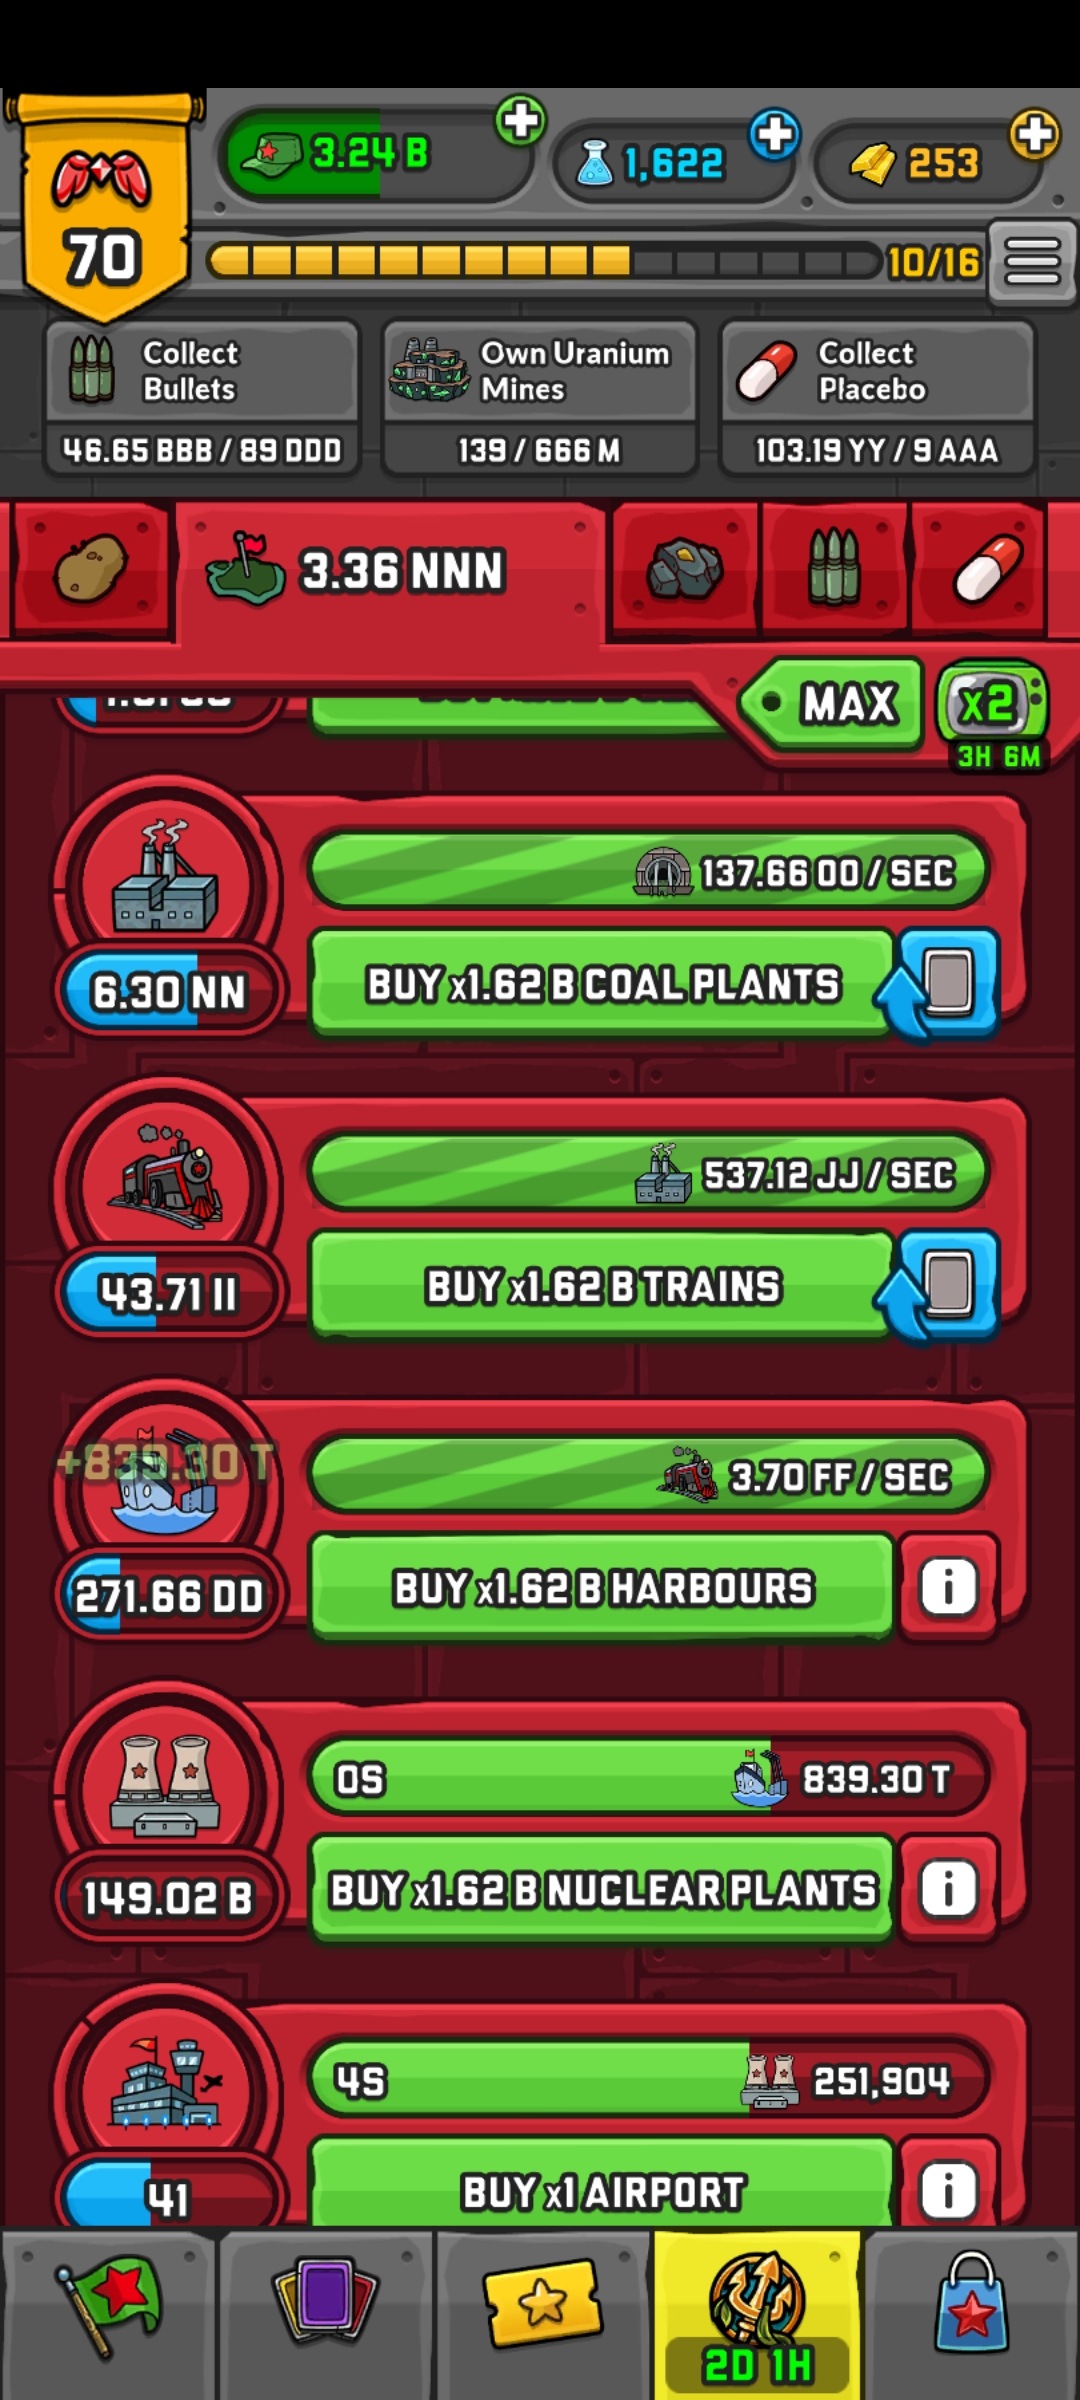 70
3.24 B
1,622
253
10/16
Collect
Bullets
46.65 BBB / 89 DDD
Own Uranium
Mines
139 / 666 M
Collect
Placebo
103.19 YY / 9 AAA
3.36 NNN
MAX
x2
3H 6M
137.66 OO / SEC
6.30 NN
BUY x1.62 B COAL PLANTS
537.12 JJ / SEC
43.71 II
BUY x1.62 B TRAINS
+839.30 T
3.70 FF / SEC
271.66 DD
BUY x1.62 B HARBOURS
0S
839.30 T
149.02 B
BUY x1.62 B NUCLEAR PLANTS
4S
251,904
41
BUY x1 AIRPORT
2D 1H